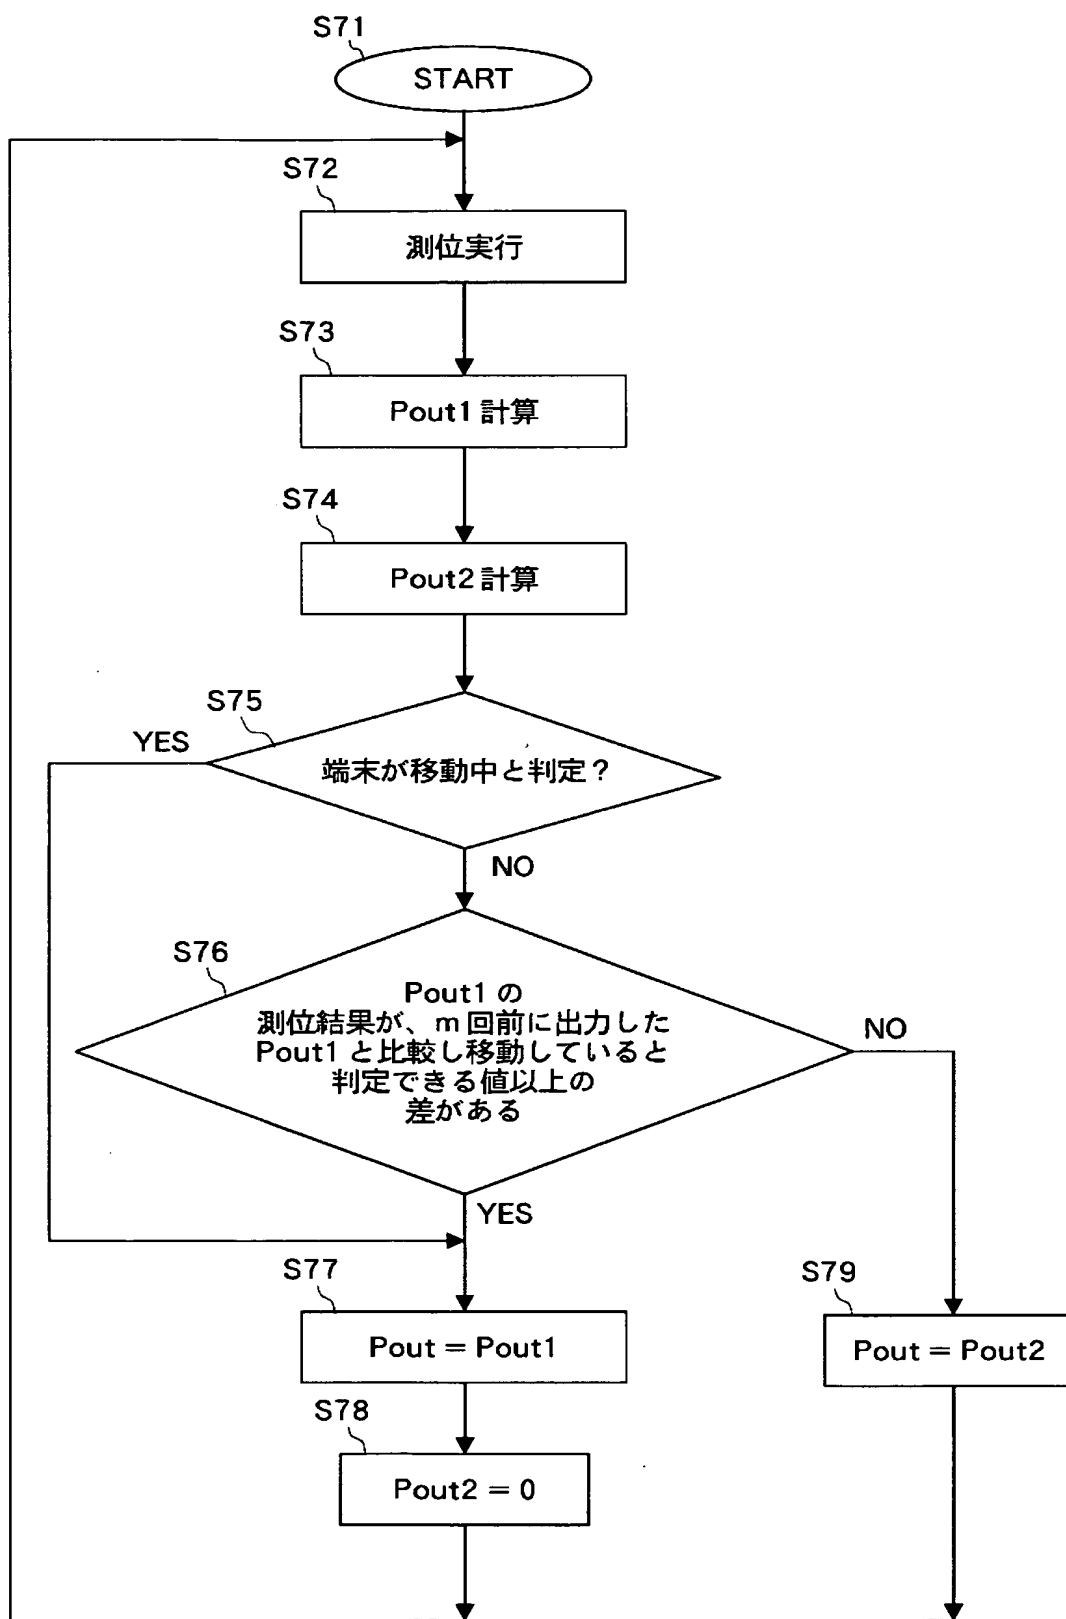 S71
START
S72
測位実行
S73
Pout1 計算
S74
Pout2 計算
S75
YES
端末が移動中と判定？
NO
S76
Pout1 の
測位結果が、m 回前に出力した
Pout1 と比較し移動していると
判定できる値以上の
差がある
NO
YES
S77
Pout = Pout1
S79
Pout = Pout2
S78
Pout2 = 0